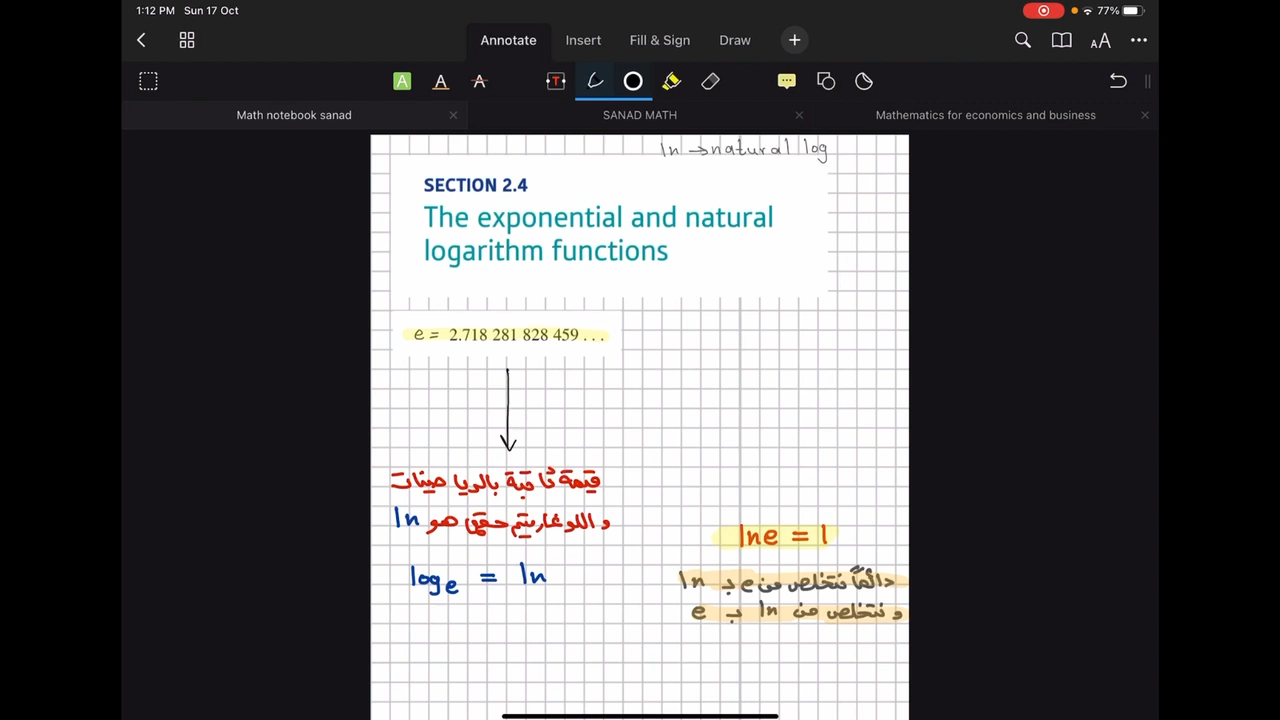 1:12 PM Sun 17 Oct
77%
Annotate Insert Fill & Sign Draw
Math notebook sanad
SANAD MATH
Mathematics for economics and business
ln → natural log
SECTION 2.4
The exponential and natural
logarithm functions
e = 2.718 281 828 459 . . .
قيمة ثابتة بالرياضيات
و اللوغاريتم حقها هو ln
log_e = ln
ln e = 1
دائماً نتخلص من e بـ ln
و نتخلص من ln بـ e